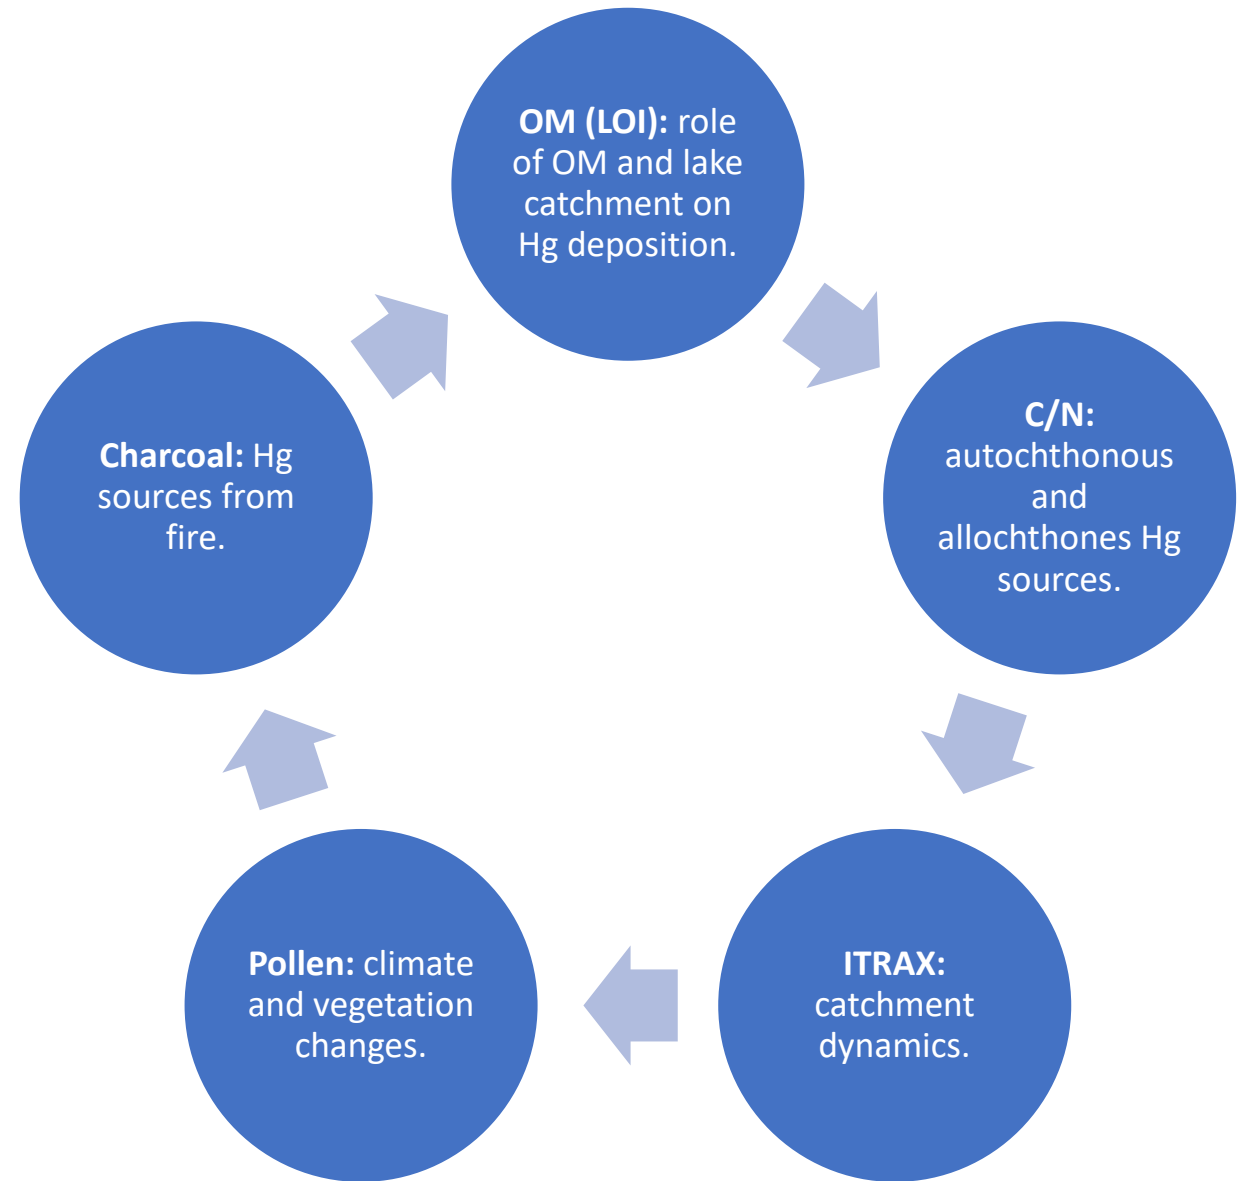 OM (LOI): role
of OM and lake
catchment on
Hg deposition.
C/N:
autochthonous
and
allochthones Hg
sources.
ITRAX:
catchment
dynamics.
Pollen: climate
and vegetation
changes.
Charcoal: Hg
sources from
fire.